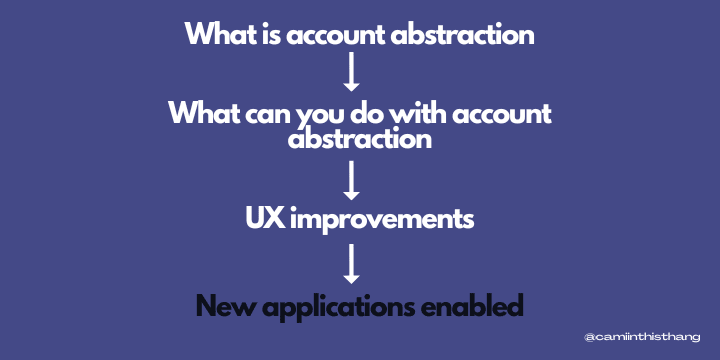 What is account abstraction
What can you do with account
abstraction
UX improvements
New applications enabled
@camiinthisthang